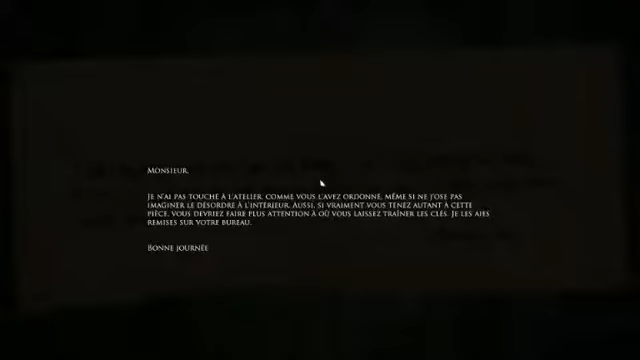 Monsieur,
Je n'ai pas touché à l'atelier, comme vous l'avez ordonné, même si ne j'ose pas
imaginer le désordre à l'intérieur. Aussi, si vraiment vous tenez autant à cette
pièce, vous devriez faire plus attention à où vous laissez traîner les clés. Je les aies
remises sur votre bureau.
Bonne journée